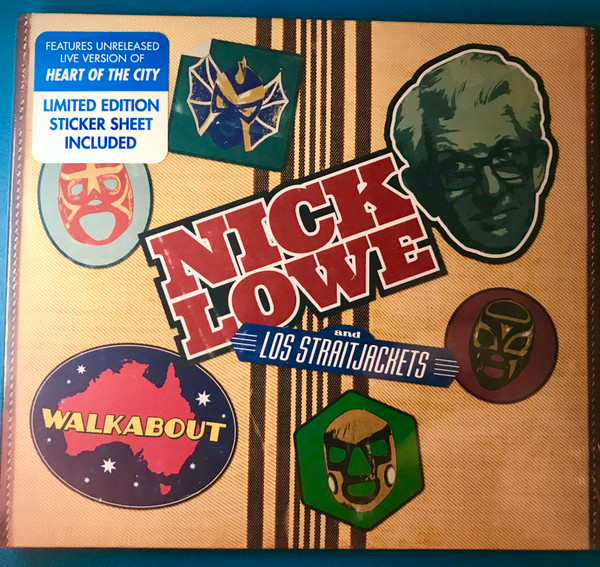 FEATURES UNRELEASED
LIVE VERSION OF
HEART OF THE CITY
LIMITED EDITION
STICKER SHEET
INCLUDED
NICK
LOWE
and
LOS STRAITJACKETS
WALKABOUT